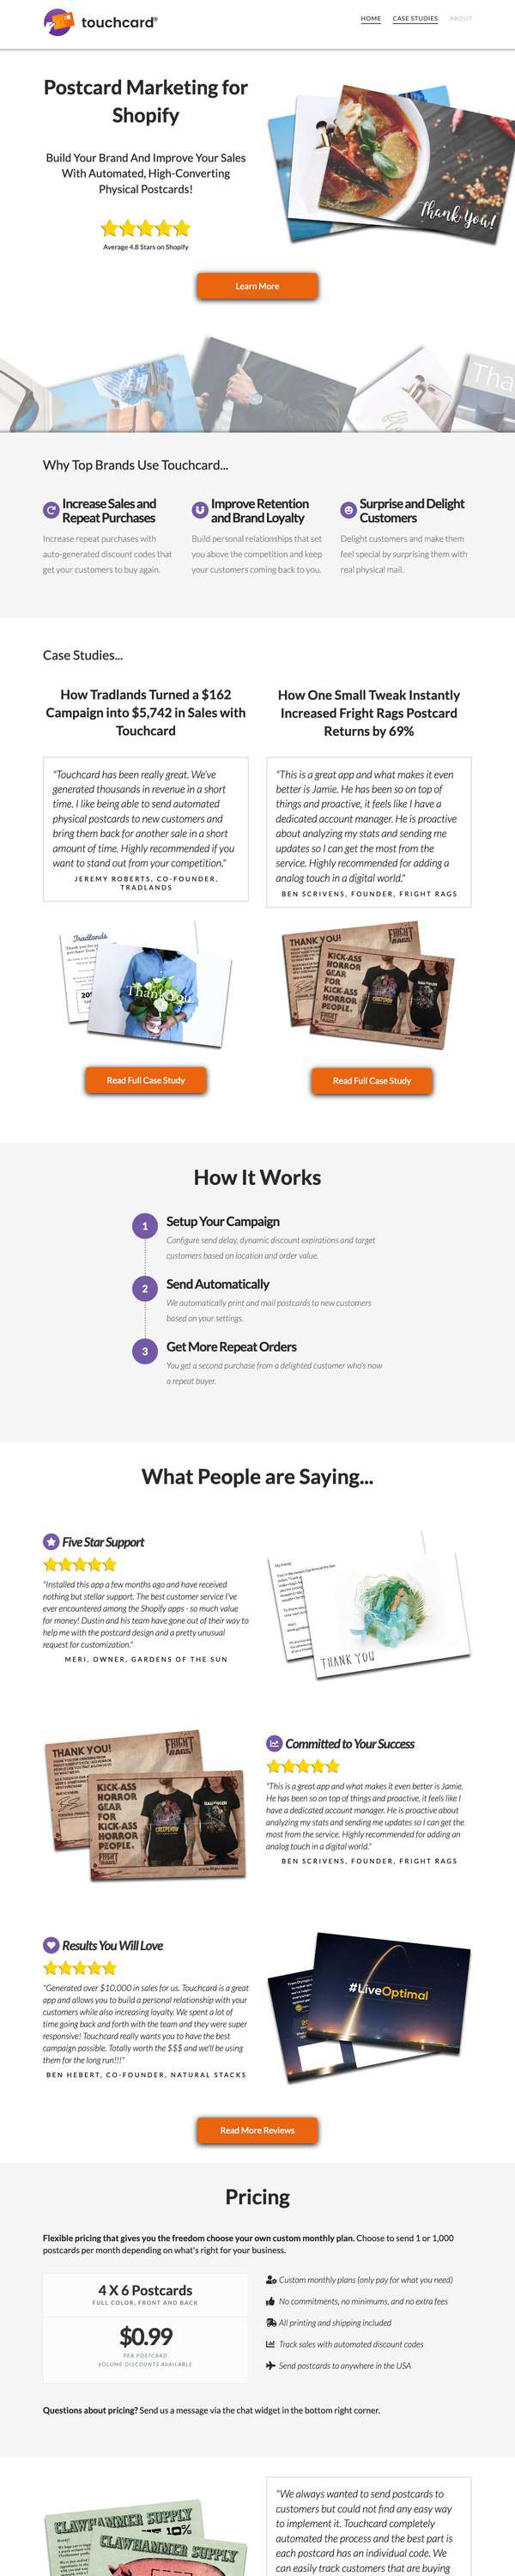 touchcard®
HOME
CASE STUDIES
ABOUT
Postcard Marketing for
Shopify
Build Your Brand And Improve Your Sales
With Automated, High-Converting
Physical Postcards!
Thank You!
Average 4.8 Stars on Shopify
Learn More
Tha
Why Top Brands Use Touchcard...
Increase Sales and
Repeat Purchases
Increase repeat purchases with
auto-generated discount codes that
get your customers to buy again.
Improve Retention
and Brand Loyalty
Build personal relationships that set
you above the competition and keep
your customers coming back to you.
Surprise and Delight
Customers
Delight customers and make them
feel special by surprising them with
real physical mail.
Case Studies...
How Tradlands Turned a $162
Campaign into $5,742 in Sales with
Touchcard
"Touchcard has been really great. We've
generated thousands in revenue in a short
time. I like being able to send automated
physical postcards to new customers and
bring them back for another sale in a short
amount of time. Highly recommended if you
want to stand out from your competition."
JEREMY ROBERTS, CO-FOUNDER,
TRADLANDS
Tradlands
20
Thank You
Read Full Case Study
How One Small Tweak Instantly
Increased Fright Rags Postcard
Returns by 69%
"This is a great app and what makes it even
better is Jamie. He has been so on top of
things and proactive, it feels like I have a
dedicated account manager. He is proactive
about analyzing my stats and sending me
updates so I can get the most from the
service. Highly recommended for adding a
analog touch in a digital world."
BEN SCRIVENS, FOUNDER, FRIGHT RAGS
THANK YOU!
FRIGHT
RAGS
KICK-ASS
HORROR
GEAR
FOR
KICK-ASS
HORROR
PEOPLE.
Read Full Case Study
How It Works
1
Setup Your Campaign
Configure send delay, dynamic discount expirations and target
customers based on location and order value.
2
Send Automatically
We automatically print and mail postcards to new customers
based on your settings.
3
Get More Repeat Orders
You get a second purchase from a delighted customer who's now
a repeat buyer.
What People are Saying...
Five Star Support
"Installed this app a few months ago and have received
nothing but stellar support. The best customer service I've
ever encountered among the Shopify apps - so much value
for money! Dustin and his team have gone out of their way to
help me with the postcard design and a pretty unusual
request for customization."
MERI, OWNER, GARDENS OF THE SUN
THANK YOU
THANK YOU!
FRIGHT
RAGS
KICK-ASS
HORROR
GEAR
FOR
KICK-ASS
HORROR
PEOPLE.
www.fright-rags.com
Committed to Your Success
"This is a great app and what makes it even better is Jamie.
He has been so on top of things and proactive, it feels like I
have a dedicated account manager. He is proactive about
analyzing my stats and sending me updates so I can get the
most from the service. Highly recommended for adding an
analog touch in a digital world."
BEN SCRIVENS, FOUNDER, FRIGHT RAGS
Results You Will Love
"Generated over $10,000 in sales for us. Touchcard is a great
app and allows you to build a personal relationship with your
customers while also increasing loyalty. We spent a lot of
time going back and forth with the team and they were super
responsive! Touchcard really wants you to have the best
campaign possible. Totally worth the $$$ and we'll be using
them for the long run!!!"
BEN HEBERT, CO-FOUNDER, NATURAL STACKS
#LiveOptimal
Read More Reviews
Pricing
Flexible pricing that gives you the freedom choose your own custom monthly plan. Choose to send 1 or 1,000
postcards per month depending on what's right for your business.
4 X 6 Postcards
FULL COLOR, FRONT AND BACK
$0.99
PER POSTCARD
VOLUME DISCOUNTS AVAILABLE
Custom monthly plans (only pay for what you need)
No commitments, no minimums, and no extra fees
All printing and shipping included
Track sales with automated discount codes
Send postcards to anywhere in the USA
Questions about pricing? Send us a message via the chat widget in the bottom right corner.
CLAWHAMMER SUPPLY
10%
CLAWHAMMER SUPPLY
"We always wanted to send postcards to
customers but could not find any easy way
to implement it. Touchcard completely
automated the process and the best part is
each postcard has an individual code. We
can easily track customers that are buying